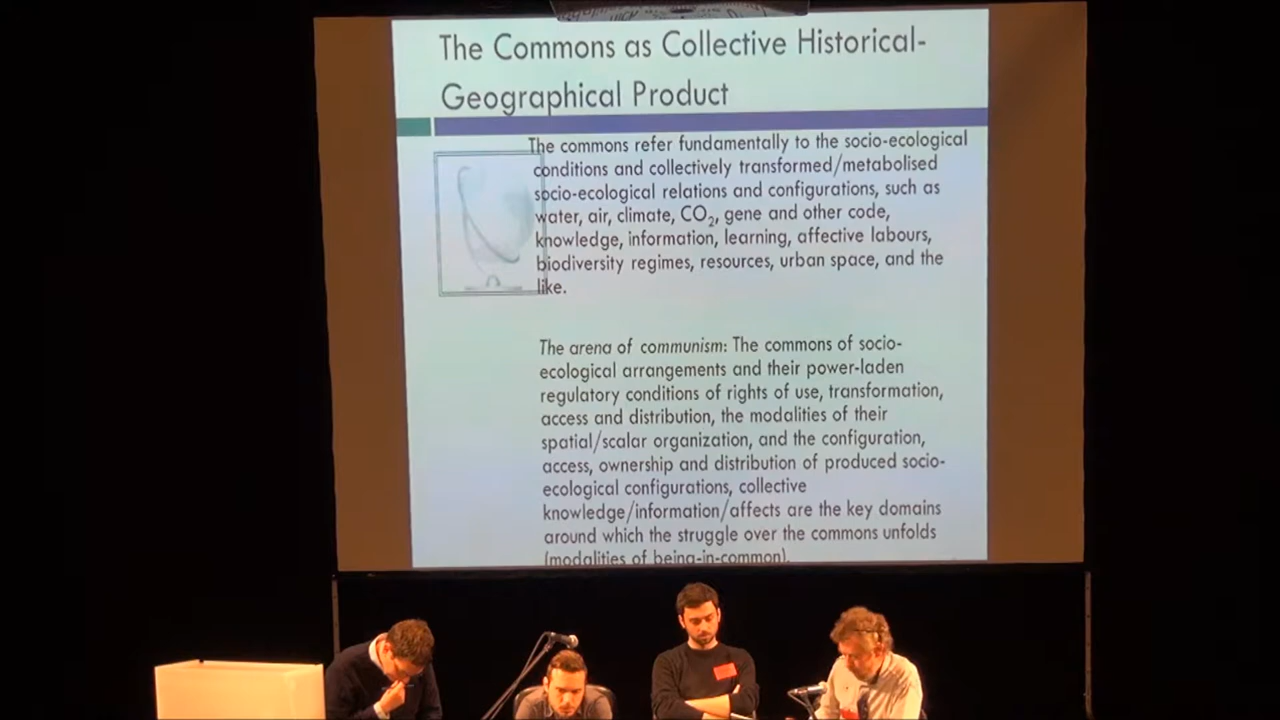 The Commons as Collective Historical-
Geographical Product
The commons refer fundamentally to the socio-ecological
conditions and collectively transformed/metabolised
socio-ecological relations and configurations, such as
water, air, climate, CO₂, gene and other code,
knowledge, information, learning, affective labours,
biodiversity regimes, resources, urban space, and the
like.
The arena of communism: The commons of socio-
ecological arrangements and their power-laden
regulatory conditions of rights of use, transformation,
access and distribution, the modalities of their
spatial/scalar organization, and the configuration,
access, ownership and distribution of produced socio-
ecological configurations, collective
knowledge/information/affects are the key domains
around which the struggle over the commons unfolds
(modalities of being-in-common).